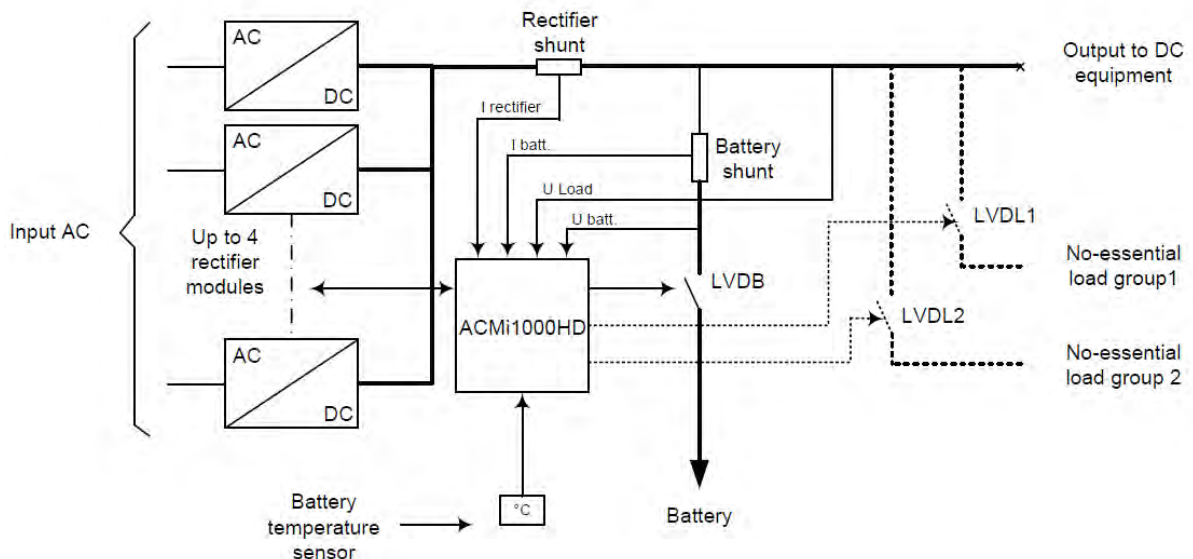 AC
DC
Rectifier
shunt
Output to DC
equipment
I rectifier
AC
DC
I batt.
Battery
shunt
U Load
U batt.
Input AC
Up to 4
rectifier
modules
LVDL1
No-essential
load group1
ACMi1000HD
LVDB
LVDL2
No-essential
load group 2
AC
DC
Battery
temperature
sensor
°C
Battery